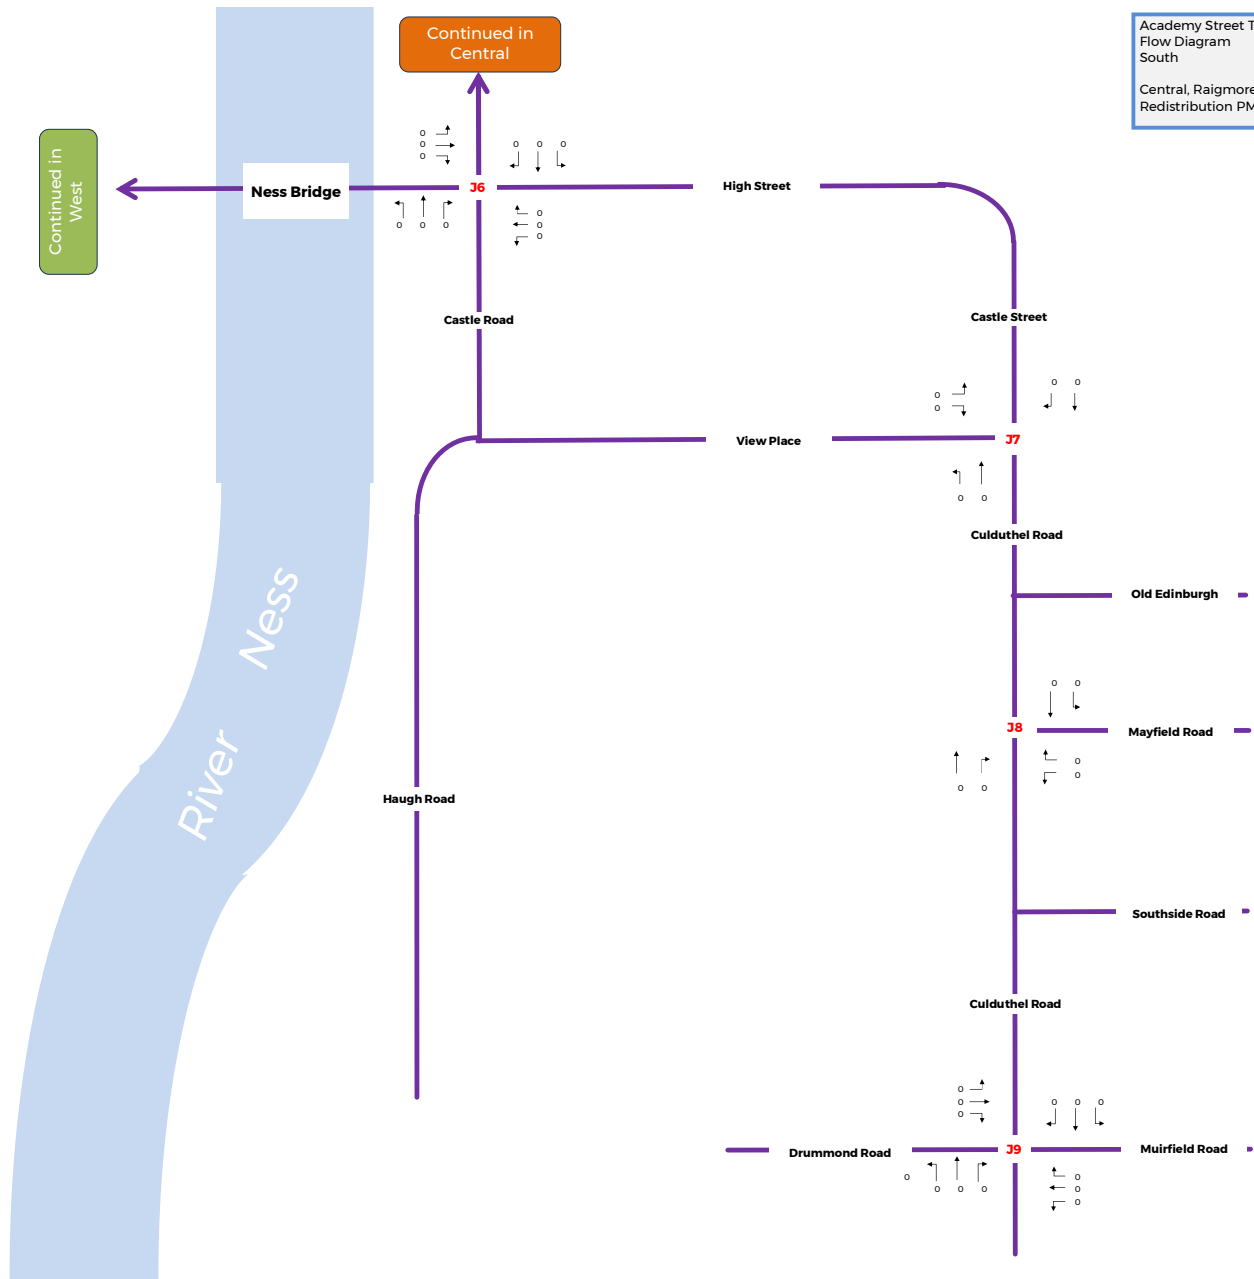 Continued in
Central
Academy Street T
Flow Diagram
South
Central, Raigmore
Redistribution PM
Continued in
West
o
o
o
o o o
Ness Bridge
J6
High Street
o o o
o
o
o
Castle Road
Castle Street
o
o
o o
View Place
J7
o o
Culduthel Road
Old Edinburgh
River Ness
o o
J8
Mayfield Road
o o
o
o
Haugh Road
Southside Road
Culduthel Road
o
o
o
o o o
Drummond Road
J9
Muirfield Road
o
o o o
o
o
o